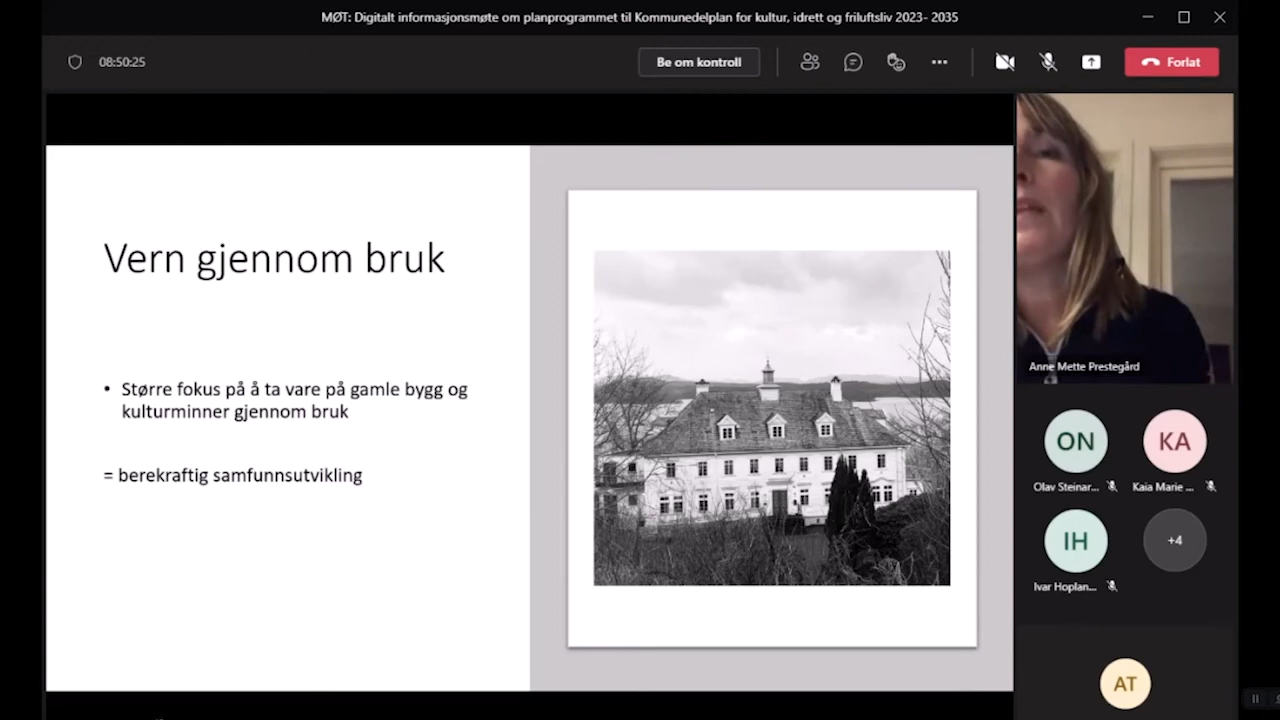 MØT: Digitalt informasjonsmøte om planprogrammet til Kommunedelplan for kultur, idrett og friluftsliv 2023- 2035
08:50:25
Be om kontroll
Forlat
Vern gjennom bruk
• Større fokus på å ta vare på gamle bygg og
kulturminner gjennom bruk
= berekraftig samfunnsutvikling
Anne Mette Prestegård
ON
KA
Olav Steinar...
Kaia Marie ...
IH
+4
Ivar Hoplan...
AT